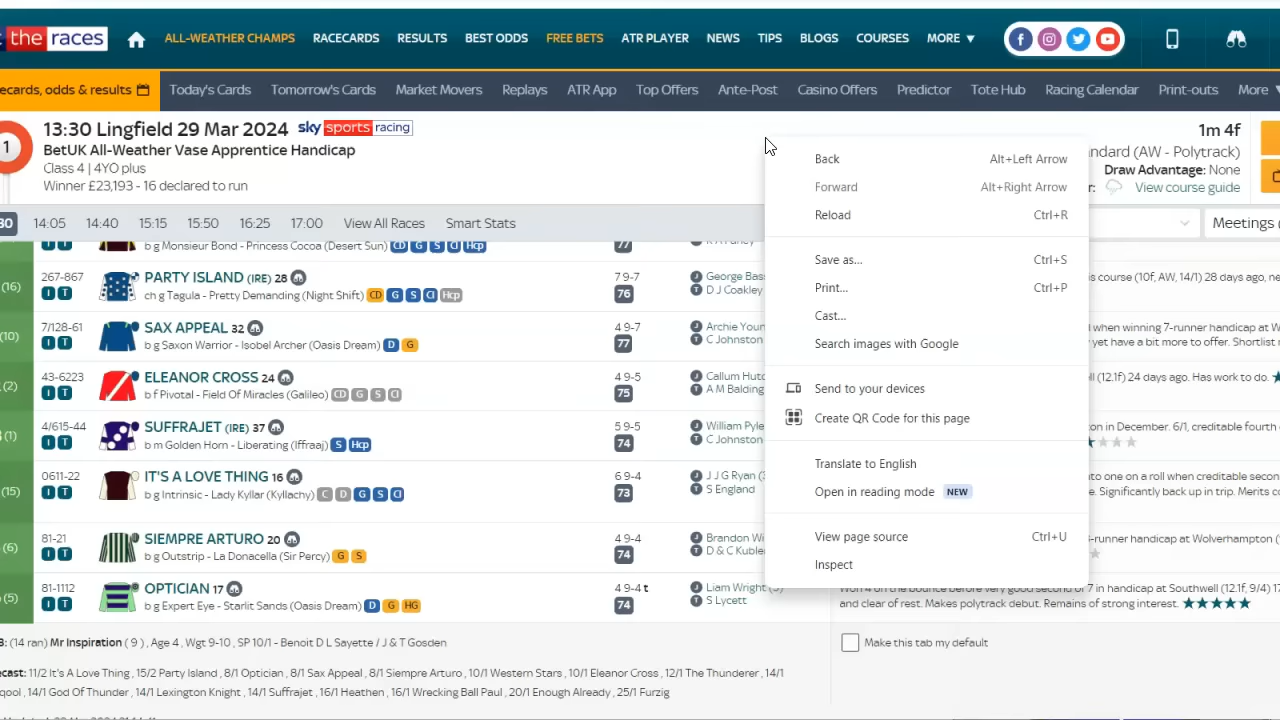 the races
ALL-WEATHER CHAMPS RACECARDS RESULTS BEST ODDS FREE BETS ATR PLAYER NEWS TIPS BLOGS COURSES MORE
ecards, odds & results Today's Cards Tomorrow's Cards Market Movers Replays ATR App Top Offers Ante-Post Casino Offers Predictor Tote Hub Racing Calendar Print-outs More
1
13:30 Lingfield 29 Mar 2024 sky sports racing
1m 4f
BetUK All-Weather Vase Apprentice Handicap
ndard (AW - Polytrack)
Class 4 | 4YO plus
Draw Advantage: None
Winner £23,193 - 16 declared to run
r: View course guide
30 14:05 14:40 15:15 15:50 16:25 17:00 View All Races Smart Stats
Meetings
I T b g Monsieur Bond - Princess Cocoa (Desert Sun) CD G S Cl Hcp 77
(16) 267-867 PARTY ISLAND (IRE) 28 7 9-7 J George Bas
s course (10f, AW, 14/1) 28 days ago, ne
I T ch g Tagula - Pretty Demanding (Night Shift) CD G S Cl Hcp 76 T D J Coakley
(10) 7/128-61 SAX APPEAL 32 4 9-7 J Archie Youn
when winning 7-runner handicap at W
I T b g Saxon Warrior - Isobel Archer (Oasis Dream) D G 77 T C Johnston
yet have a bit more to offer. Shortlist
(2) 43-6223 ELEANOR CROSS 24 4 9-5 J Callum Hutc
ll (12.1f) 24 days ago. Has work to do.
I T b f Pivotal - Field Of Miracles (Galileo) CD G S Cl 75 T A M Balding
(1) 4/615-44 SUFFRAJET (IRE) 37 5 9-5 J William Pyle
on in December. 6/1, creditable fourth
I T b m Golden Horn - Liberating (Iffraaj) S Hcp 74 T C Johnston
(15) 0611-22 IT'S A LOVE THING 16 6 9-4 J J J G Ryan (3
to one on a roll when creditable secon
I T b g Intrinsic - Lady Kyllar (Kyllachy) C D G S Cl 73 T S England
e. Significantly back up in trip. Merits c
(6) 81-21 SIEMPRE ARTURO 20 4 9-4 J Brandon Wi
-runner handicap at Wolverhampton (
I T b g Outstrip - La Donacella (Sir Percy) G S 74 T D & C Kuble
(5) 81-1112 OPTICIAN 17 4 9-4 t J Liam Wright (5)
Won 4 on the bounce before very good second of 7 in handicap at Southwell (12.1f, 9/4) 17
I T b g Expert Eye - Starlit Sands (Oasis Dream) D G HG 74 T S Lycett
and clear of rest. Makes polytrack debut. Remains of strong interest.
3: (14 ran) Mr Inspiration ( 9 ) , Age 4 , Wgt 9-10 , SP 10/1 - Benoit D L Sayette / J & T Gosden
Make this tab my default
ecast: 11/2 It's A Love Thing , 15/2 Party Island , 8/1 Optician , 8/1 Sax Appeal , 8/1 Siempre Arturo , 10/1 Western Stars , 10/1 Eleanor Cross , 12/1 The Thunderer , 14/1
qool , 14/1 God Of Thunder , 14/1 Lexington Knight , 14/1 Suffrajet , 16/1 Heathen , 16/1 Wrecking Ball Paul , 20/1 Enough Already , 25/1 Furzig
Back Alt+Left Arrow
Forward Alt+Right Arrow
Reload Ctrl+R
Save as... Ctrl+S
Print... Ctrl+P
Cast...
Search images with Google
Send to your devices
Create QR Code for this page
Translate to English
Open in reading mode NEW
View page source Ctrl+U
Inspect